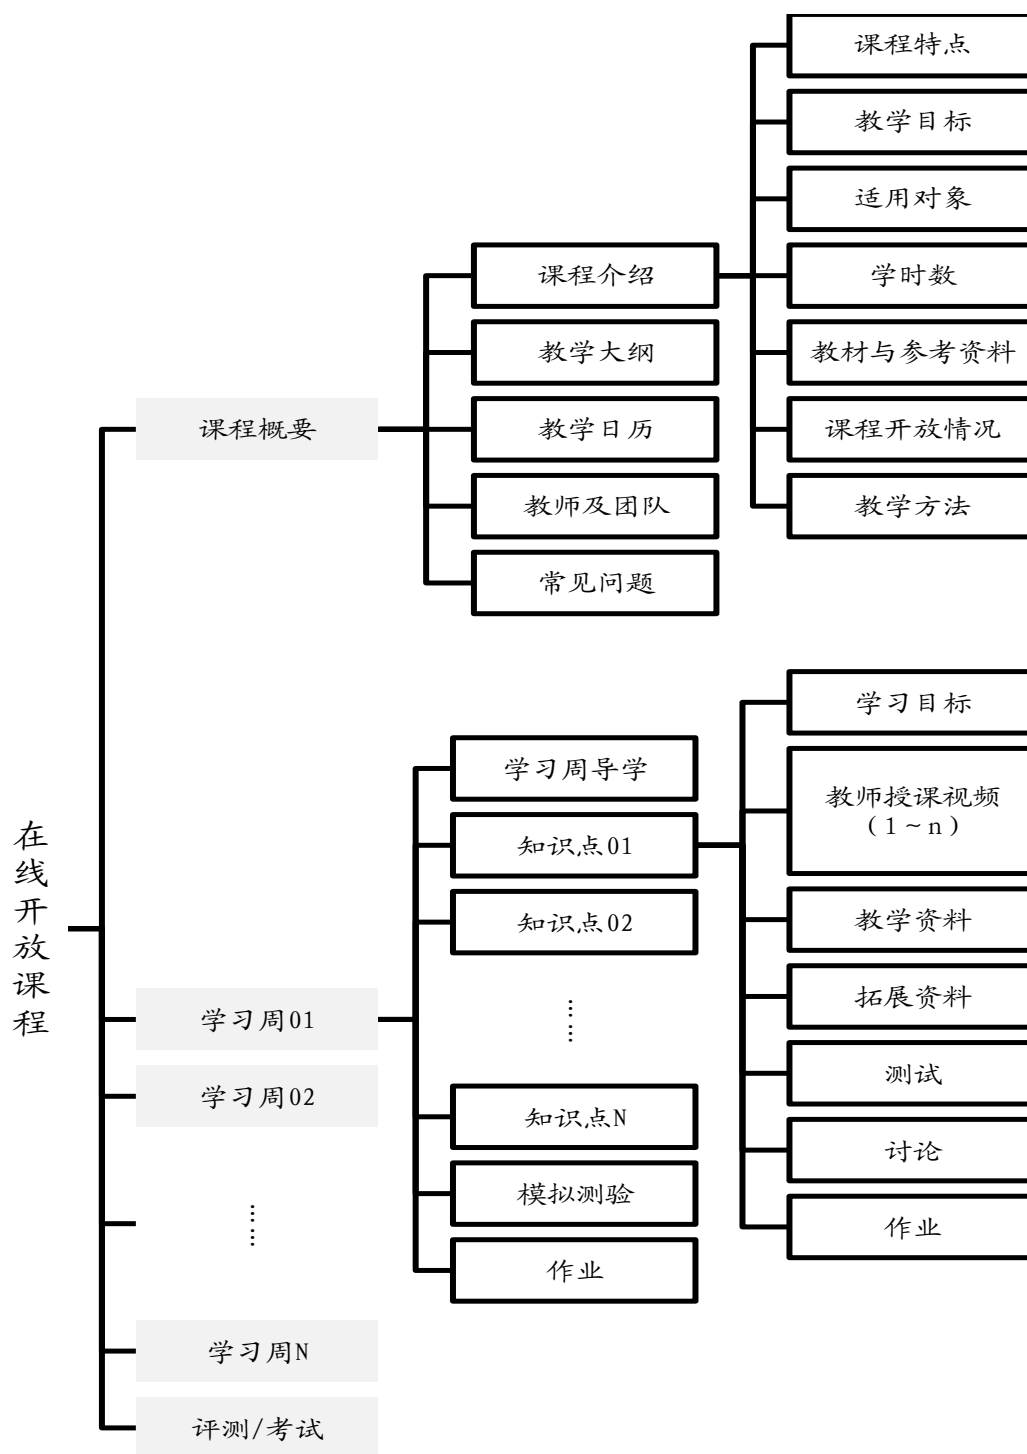 在线开放课程
课程概要
课程介绍
课程特点
教学目标
适用对象
学时数
教材与参考资料
课程开放情况
教学方法
教学大纲
教学日历
教师及团队
常见问题
学习周01
学习周导学
知识点01
学习目标
教师授课视频
(1~n)
教学资料
拓展资料
测试
讨论
作业
知识点02
……
知识点N
模拟测验
作业
学习周02
……
学习周N
评测/考试